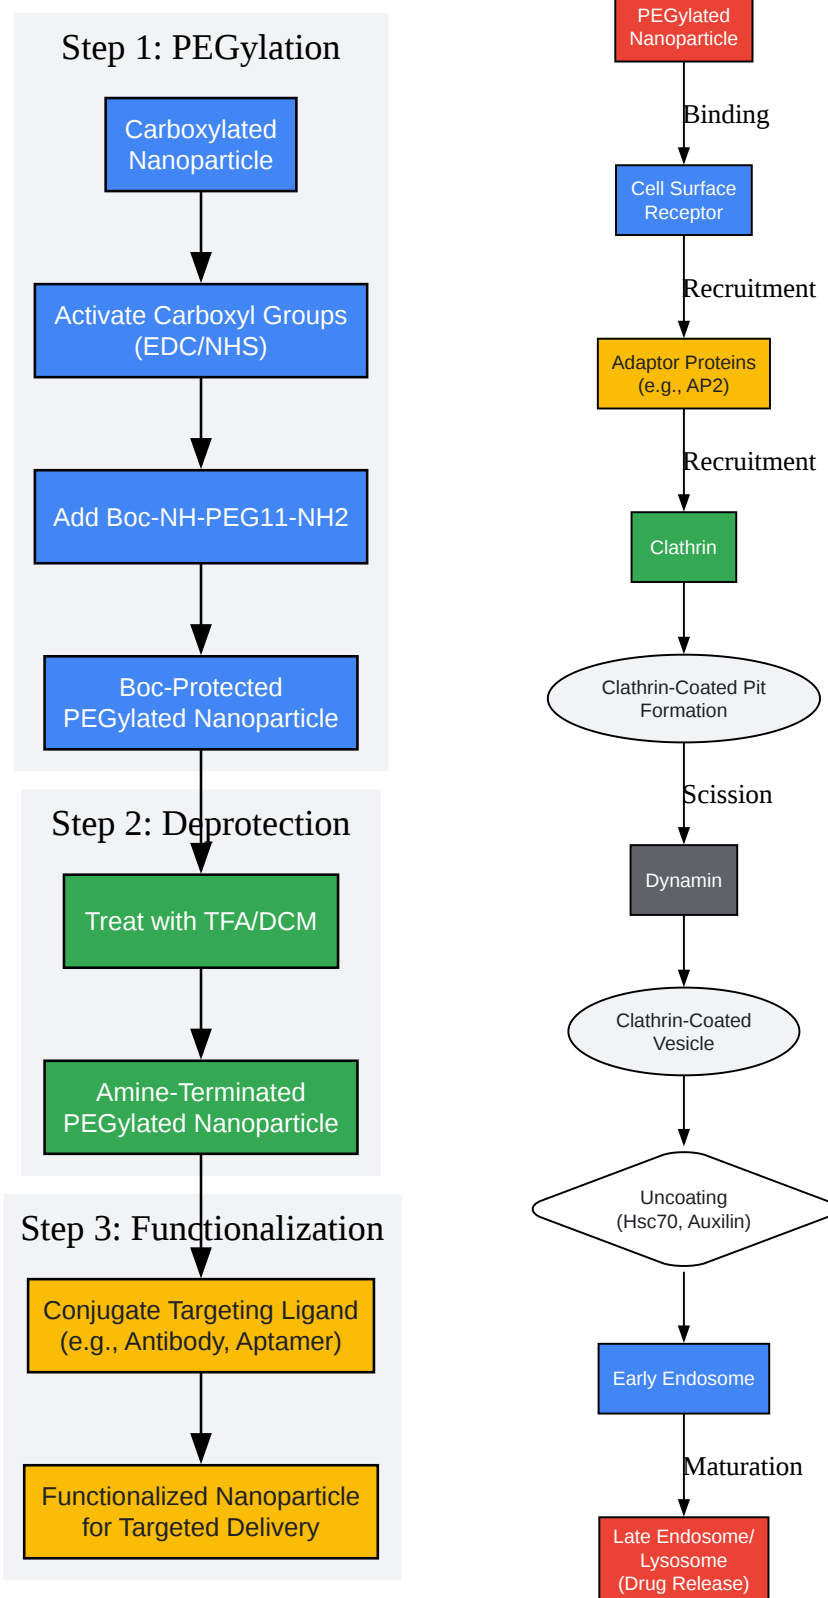 Step 1: PEGylation
Carboxylated
Nanoparticle
Activate Carboxyl Groups
(EDC/NHS)
Add Boc-NH-PEG11-NH2
Boc-Protected
PEGylated Nanoparticle
Step 2: Deprotection
Treat with TFA/DCM
Amine-Terminated
PEGylated Nanoparticle
Step 3: Functionalization
Conjugate Targeting Ligand
(e.g., Antibody, Aptamer)
Functionalized Nanoparticle
for Targeted Delivery
PEGylated
Nanoparticle
Binding
Cell Surface
Receptor
Recruitment
Adaptor Proteins
(e.g., AP2)
Recruitment
Clathrin
Clathrin-Coated Pit
Formation
Scission
Dynamin
Clathrin-Coated
Vesicle
Uncoating
(Hsc70, Auxilin)
Early Endosome
Maturation
Late Endosome/
Lysosome
(Drug Release)